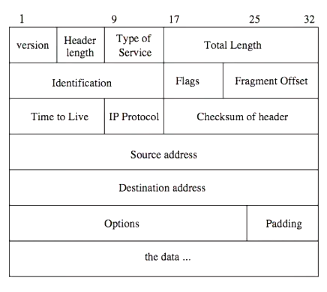 1 9 17 25 32
version Header length Type of Service Total Length
Identification Flags Fragment Offset
Time to Live IP Protocol Checksum of header
Source address
Destination address
Options Padding
the data ...